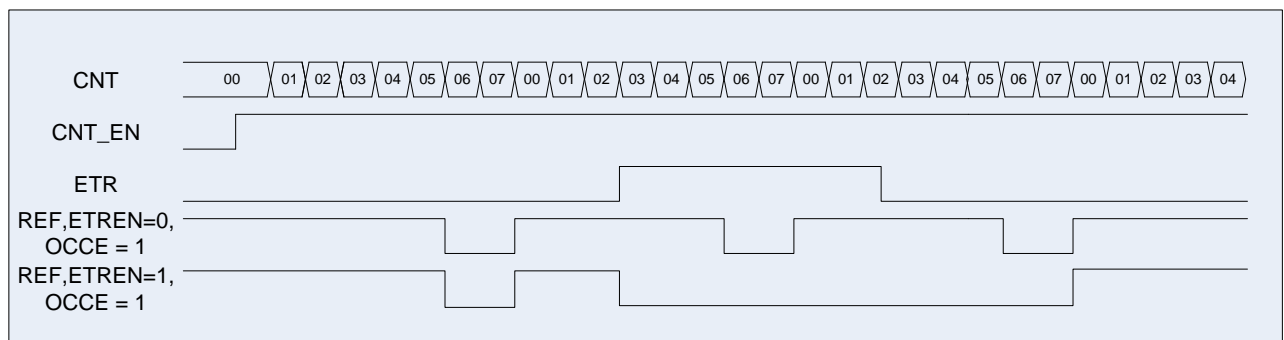 CNT 00 01 02 03 04 05 06 07 00 01 02 03 04 05 06 07 00 01 02 03 04 05 06 07 00 01 02 03 04
CNT_EN
ETR
REF,ETREN=0,
OCCE = 1
REF,ETREN=1,
OCCE = 1